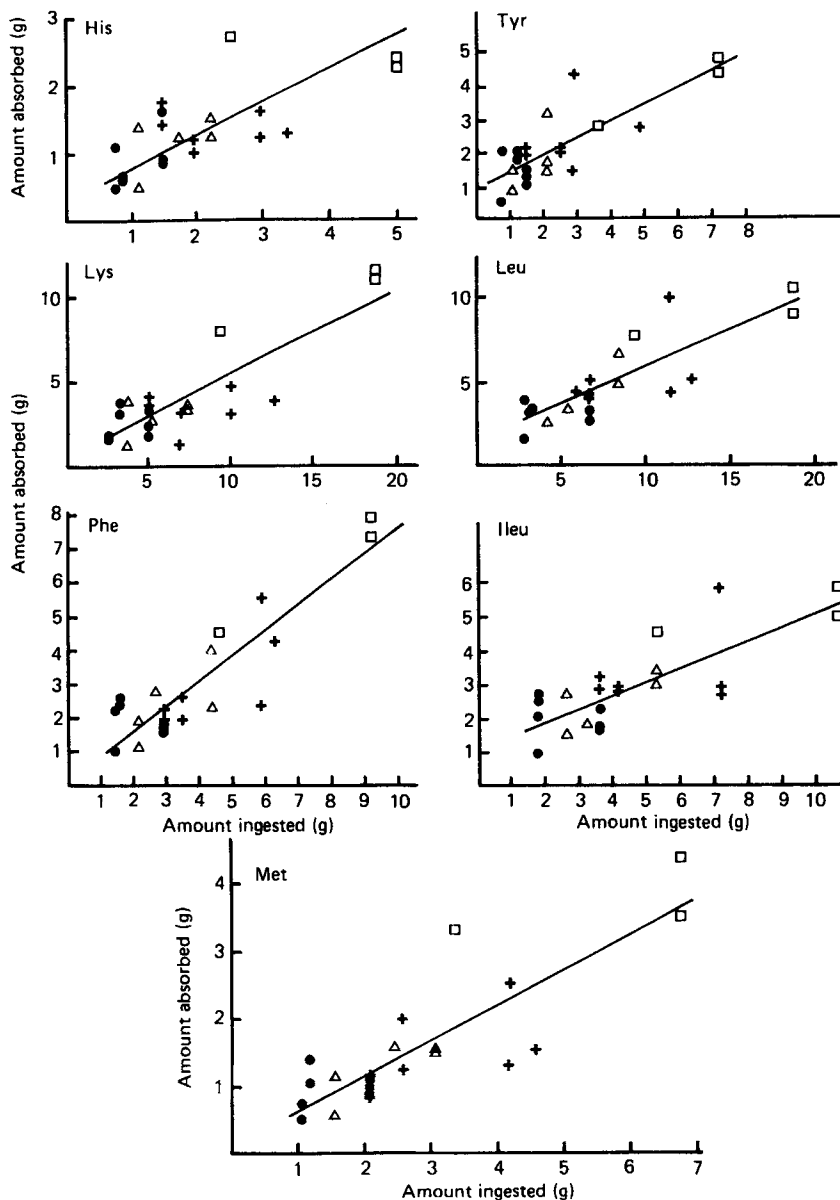 His
Amount absorbed (g)
3
2
1
1 2 3 4 5
Tyr
5
4
3
2
1
1 2 3 4 5 6 7 8
Lys
Amount absorbed (g)
10
5
5 10 15 20
Leu
10
5
5 10 15 20
Phe
8
7
6
5
4
3
2
1
1 2 3 4 5 6 7 8 9 10
Amount ingested (g)
Ileu
6
5
4
3
2
1
1 2 3 4 5 6 7 8 9 10
Amount ingested (g)
Met
Amount absorbed (g)
4
3
2
1
1 2 3 4 5 6 7
Amount ingested (g)